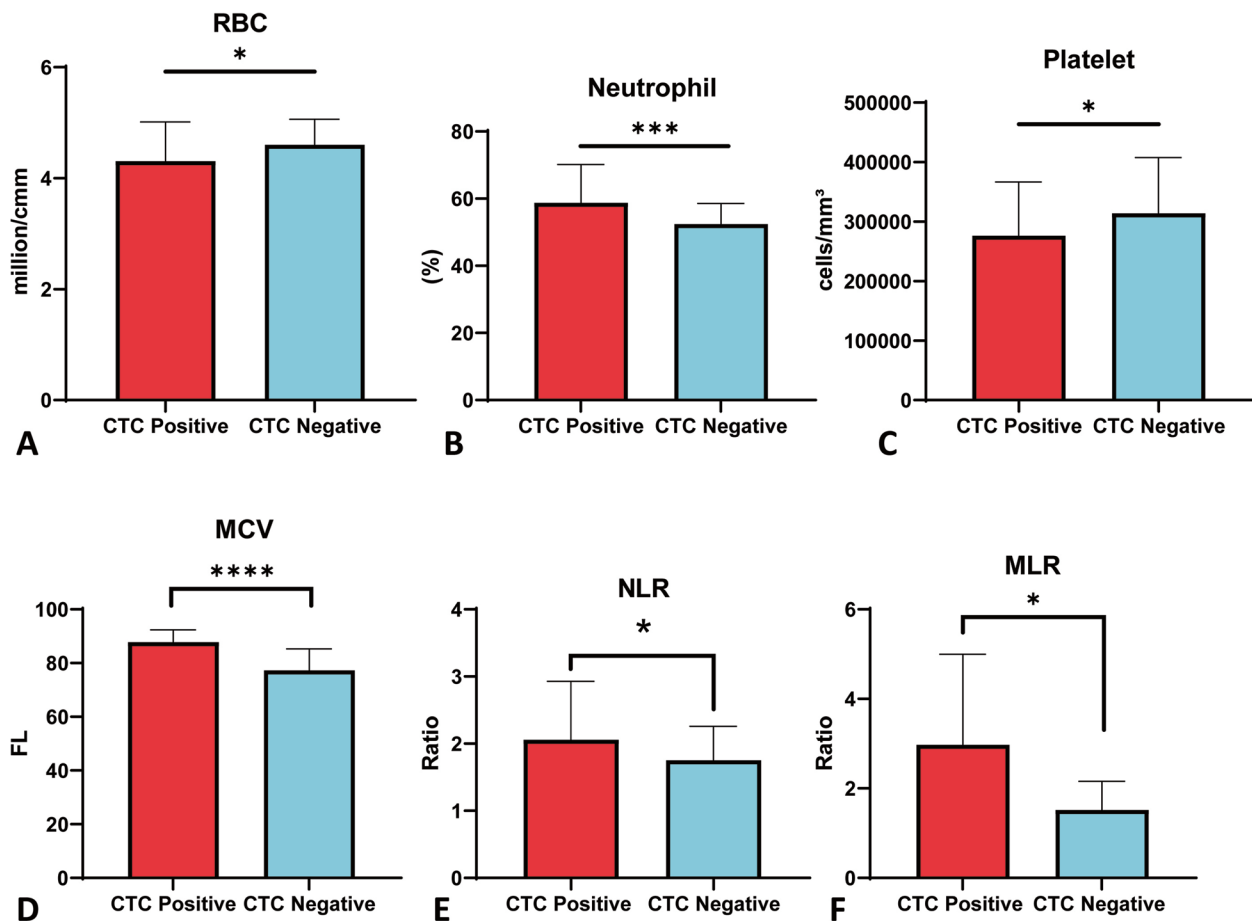 RBC
*
6
4
2
0
million/cmm
CTC Positive CTC Negative
A
Neutrophil
***
80
60
40
20
0
(%)
CTC Positive CTC Negative
B
Platelet
*
500000
400000
300000
200000
100000
0
cells/mm³
CTC Positive CTC Negative
C
MCV
****
100
80
60
40
20
0
FL
CTC Positive CTC Negative
D
NLR
*
4
3
2
1
0
Ratio
CTC Positive CTC Negative
E
MLR
*
6
4
2
0
Ratio
CTC Positive CTC Negative
F